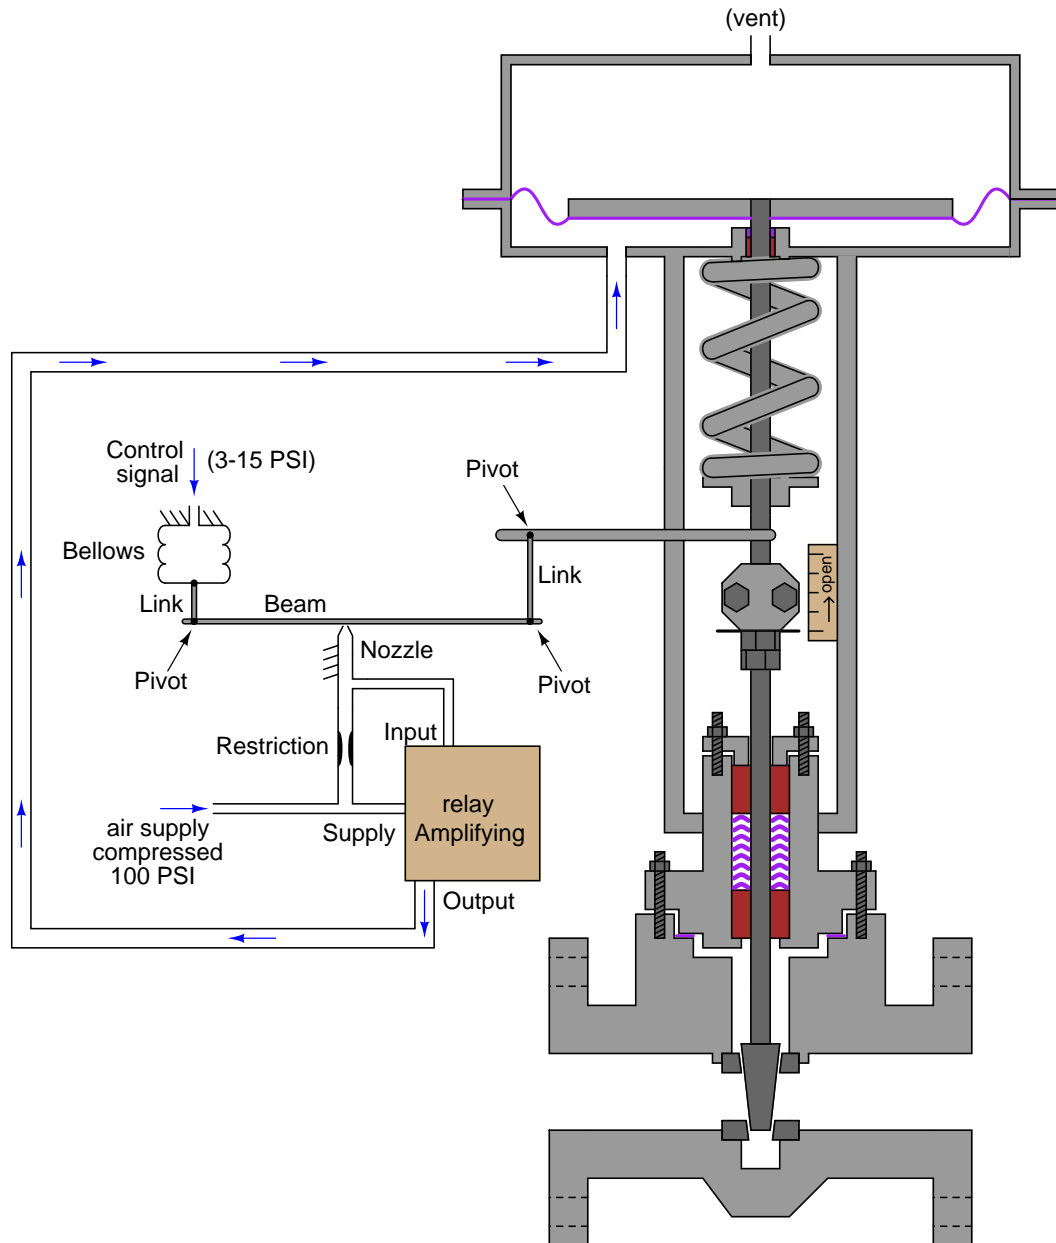 (vent)
Control
signal
(3-15 PSI)
Pivot
Bellows
Link
Link
Beam
open
Nozzle
Pivot
Pivot
Input
Restriction
relay
Amplifying
air supply
compressed
100 PSI
Supply
Output